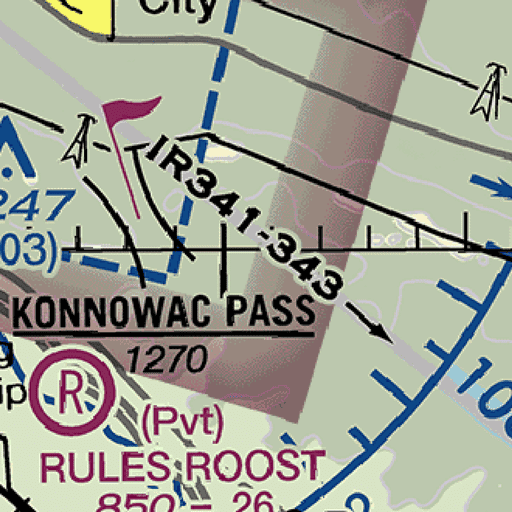 City
IR341-343
247
03)
KONNOWAC PASS
1270
R
(Pvt)
RULES ROOST
850 - 26